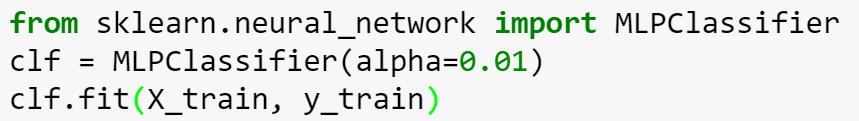 from sklearn.neural_network import MLPClassifier
clf = MLPClassifier(alpha=0.01)
clf.fit(X_train, y_train)